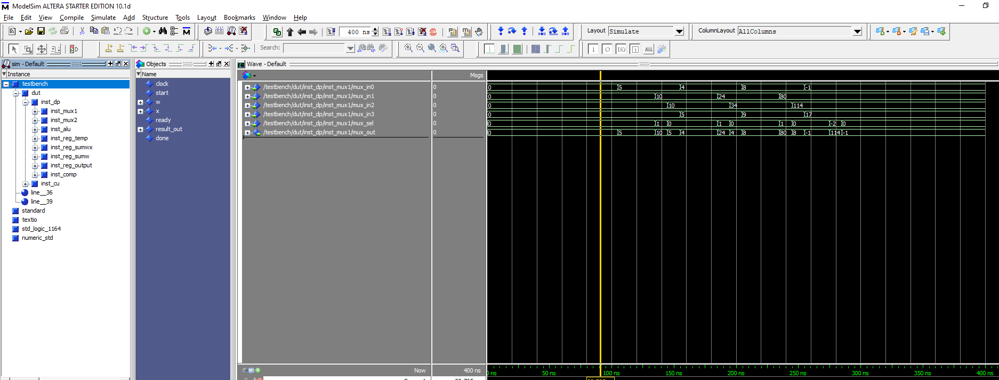 ModelSim ALTERA STARTER EDITION 10.1d
File Edit View Compile Simulate Add Structure Tools Layout Bookmarks Window Help
400 ns Layout Simulate ColumnLayout AllColumns
Search:
sim - Default
Instance
testbench
dut
inst_dp
inst_mux1
inst_mux2
inst_alu
inst_reg_temp
inst_reg_sumwx
inst_reg_sumw
inst_reg_output
inst_comp
inst_cu
line__36
line__39
standard
textio
std_logic_1164
numeric_std
Objects
Name
clock
start
w
x
ready
result_out
done
Wave - Default
Msgs
/testbench/dut/inst_dp/inst_mux1/mux_in0 0 0 5 4 8 -1
/testbench/dut/inst_dp/inst_mux1/mux_in1 0 0 10 24 80
/testbench/dut/inst_dp/inst_mux1/mux_in2 0 0 10 34 114
/testbench/dut/inst_dp/inst_mux1/mux_in3 0 0 5 9 17
/testbench/dut/inst_dp/inst_mux1/mux_sel 0 0 1 0 1 0 1 0 -2 0
/testbench/dut/inst_dp/inst_mux1/mux_out 0 0 5 10 5 4 24 4 8 80 8 -1 114 -1
Now 400 ns ns 50 ns 100 ns 150 ns 200 ns 250 ns 300 ns 350 ns 400 ns